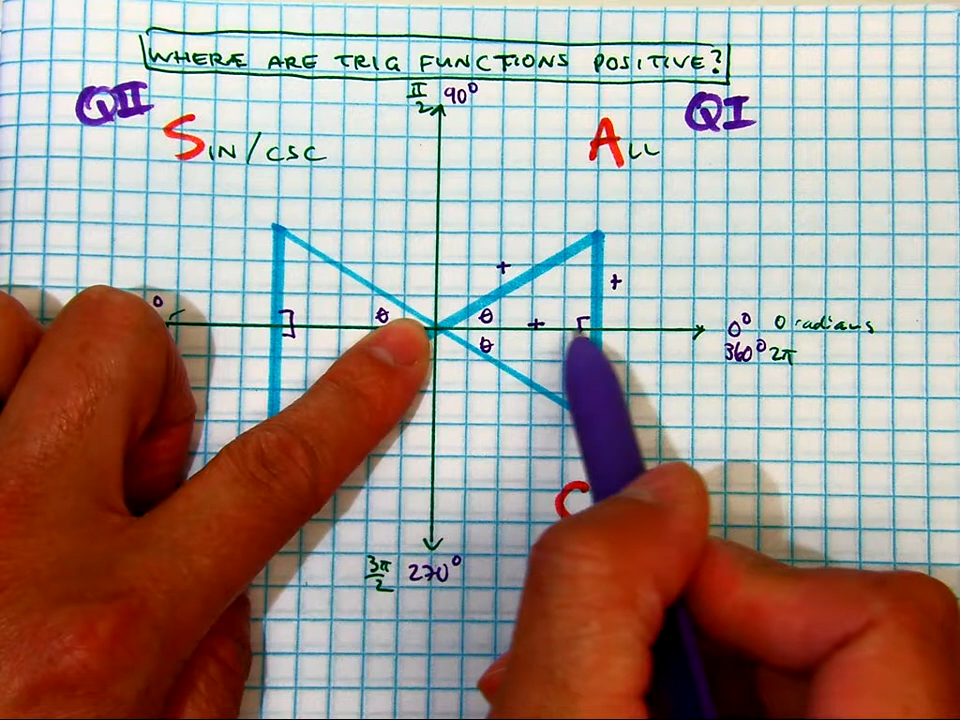 WHERE ARE TRIG FUNCTIONS POSITIVE?
π/2 90°
QII
QI
SIN/CSC
ALL
+
+
θ
θ
+
θ
0° 0 radians
360° 2π
C
3π/2 270°